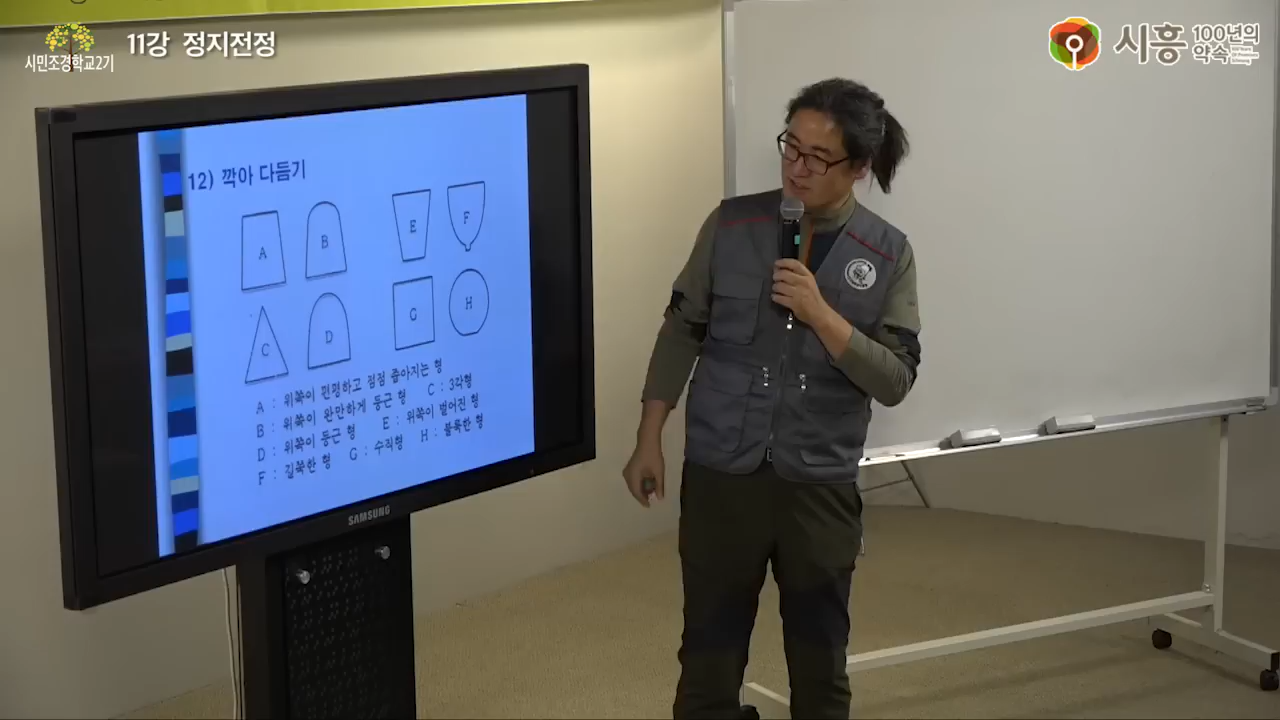 11강 정지전정
시민조경학교2기
시흥 100년의 약속
12) 깎아 다듬기
A B E F
C D G H
A : 위쪽이 편평하고 점점 좁아지는 형
B : 위쪽이 완만하게 둥근 형 C : 3각형
D : 위쪽이 둥근 형 E : 위쪽이 벌어진 형
F : 길쭉한 형 G : 수직형 H : 볼록한 형
SAMSUNG